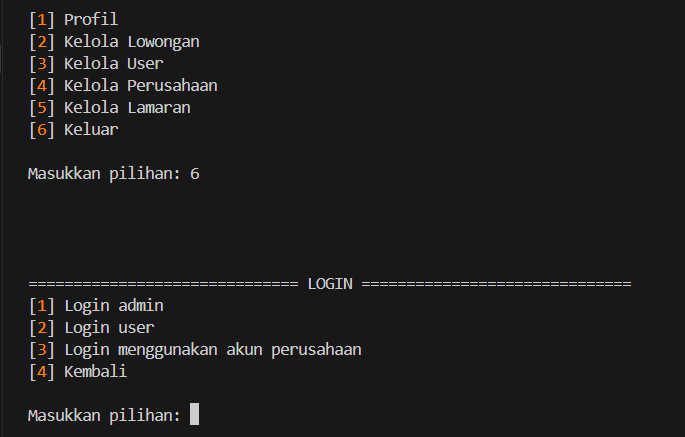 [1] Profil
[2] Kelola Lowongan
[3] Kelola User
[4] Kelola Perusahaan
[5] Kelola Lamaran
[6] Keluar
Masukkan pilihan: 6
============================== LOGIN ==============================
[1] Login admin
[2] Login user
[3] Login menggunakan akun perusahaan
[4] Kembali
Masukkan pilihan: